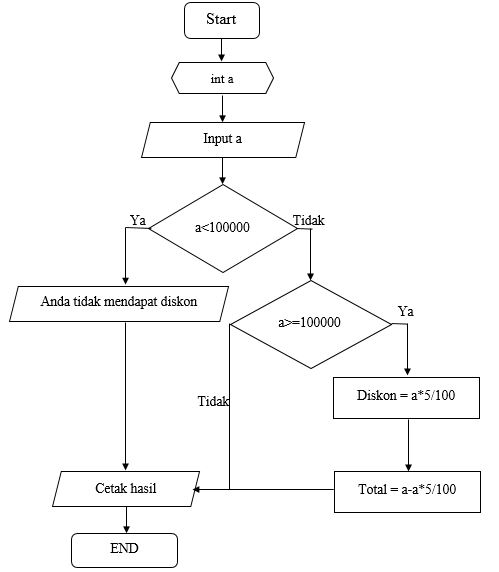 Start
int a
Input a
Ya
a<100000
Tidak
Anda tidak mendapat diskon
a>=100000
Ya
Diskon = a*5/100
Tidak
Cetak hasil
Total = a-a*5/100
END